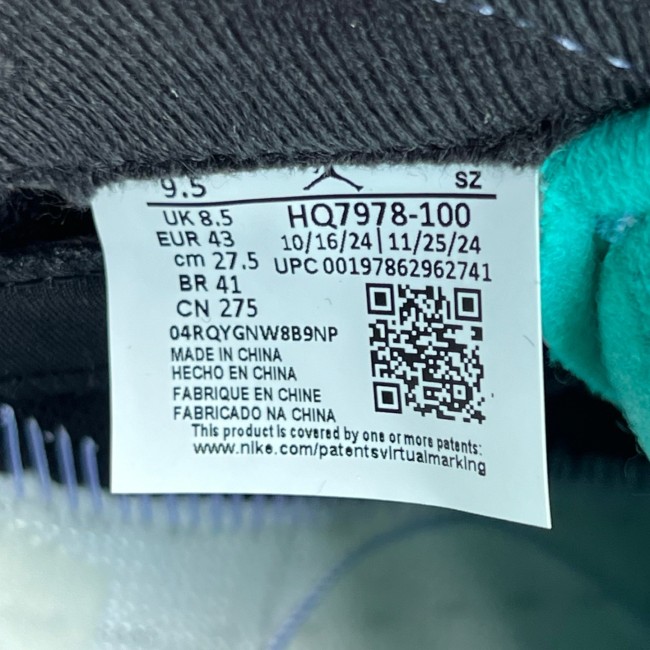 9.5 SZ
UK 8.5 HQ7978-100
EUR 43 10/16/24 | 11/25/24
cm 27.5 UPC 00197862962741
BR 41
CN 275
04RQYGNW8B9NP
MADE IN CHINA
HECHO EN CHINA
FABRIQUE EN CHINE
FABRICADO NA CHINA
This product is covered by one or more patents:
www.nike.com/patentsvirtualmarking